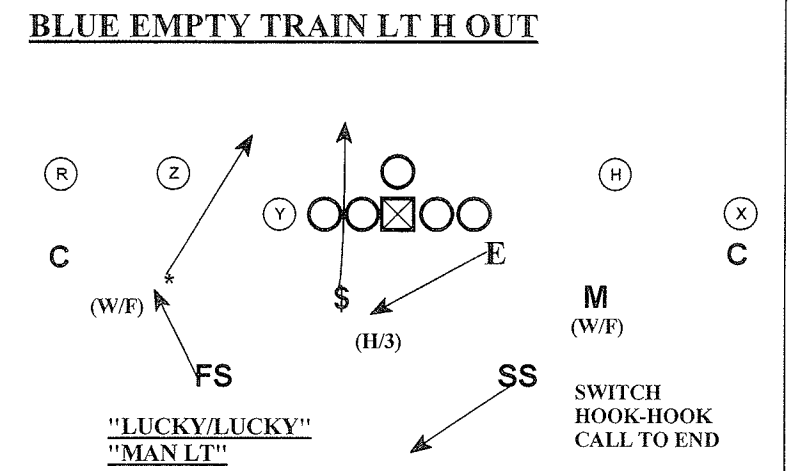 BLUE EMPTY TRAIN LT H OUT
R
Z
H
Y
X
C
E
C
*
$
M
(W/F)
(W/F)
(H/3)
FS
SS
SWITCH
HOOK-HOOK
CALL TO END
"LUCKY/LUCKY"
"MAN LT"